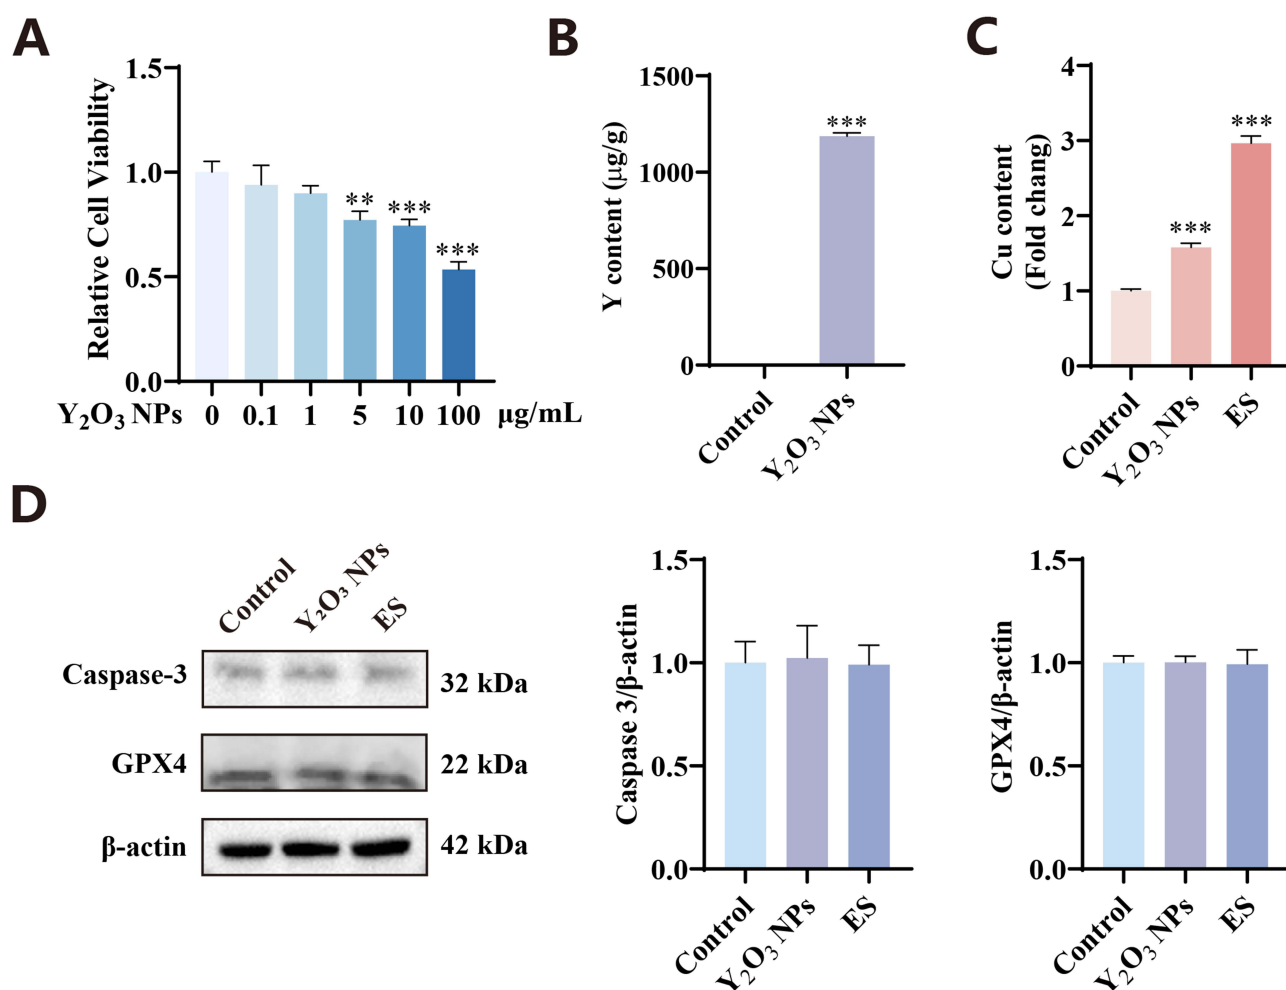 A
Relative Cell Viability
1.5
1.0
0.5
0.0
** *** ***
Y₂O₃ NPs 0 0.1 1 5 10 100 μg/mL
B
Y content (μg/g)
1500
1000
500
0
***
Control
Y₂O₃ NPs
C
Cu content
(Fold chang)
4
3
2
1
0
***
***
Control
Y₂O₃ NPs
ES
D
Control
Y₂O₃ NPs
ES
Caspase-3 32 kDa
GPX4 22 kDa
β-actin 42 kDa
Caspase 3/β-actin
1.5
1.0
0.5
0.0
Control
Y₂O₃ NPs
ES
GPX4/β-actin
1.5
1.0
0.5
0.0
Control
Y₂O₃ NPs
ES